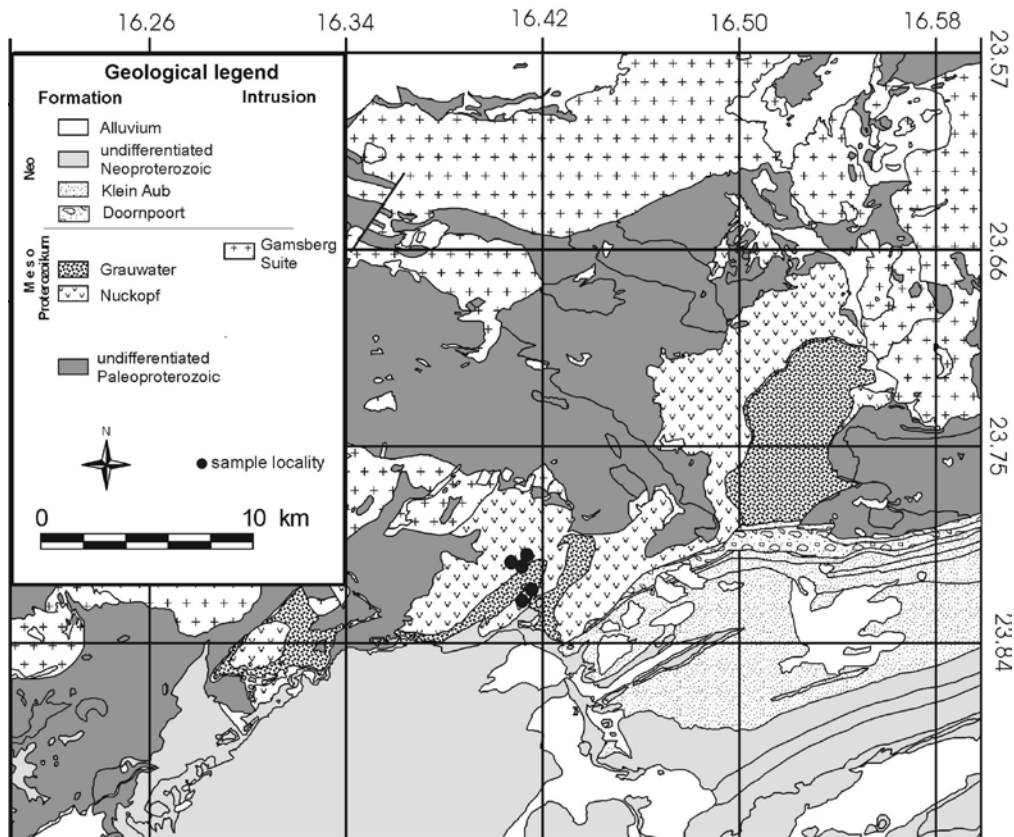 16.26 16.34 16.42 16.50 16.58
Geological legend
Formation Intrusion
Neo
Alluvium
undifferentiated
Neoproterozoic
Klein Aub
Doornpoort
Meso
Proterozoikum
Gamsberg
Suite
Grauwater
Nuckopf
undifferentiated
Paleoproterozoic
N
sample locality
0 10 km
23.57
23.66
23.75
23.84